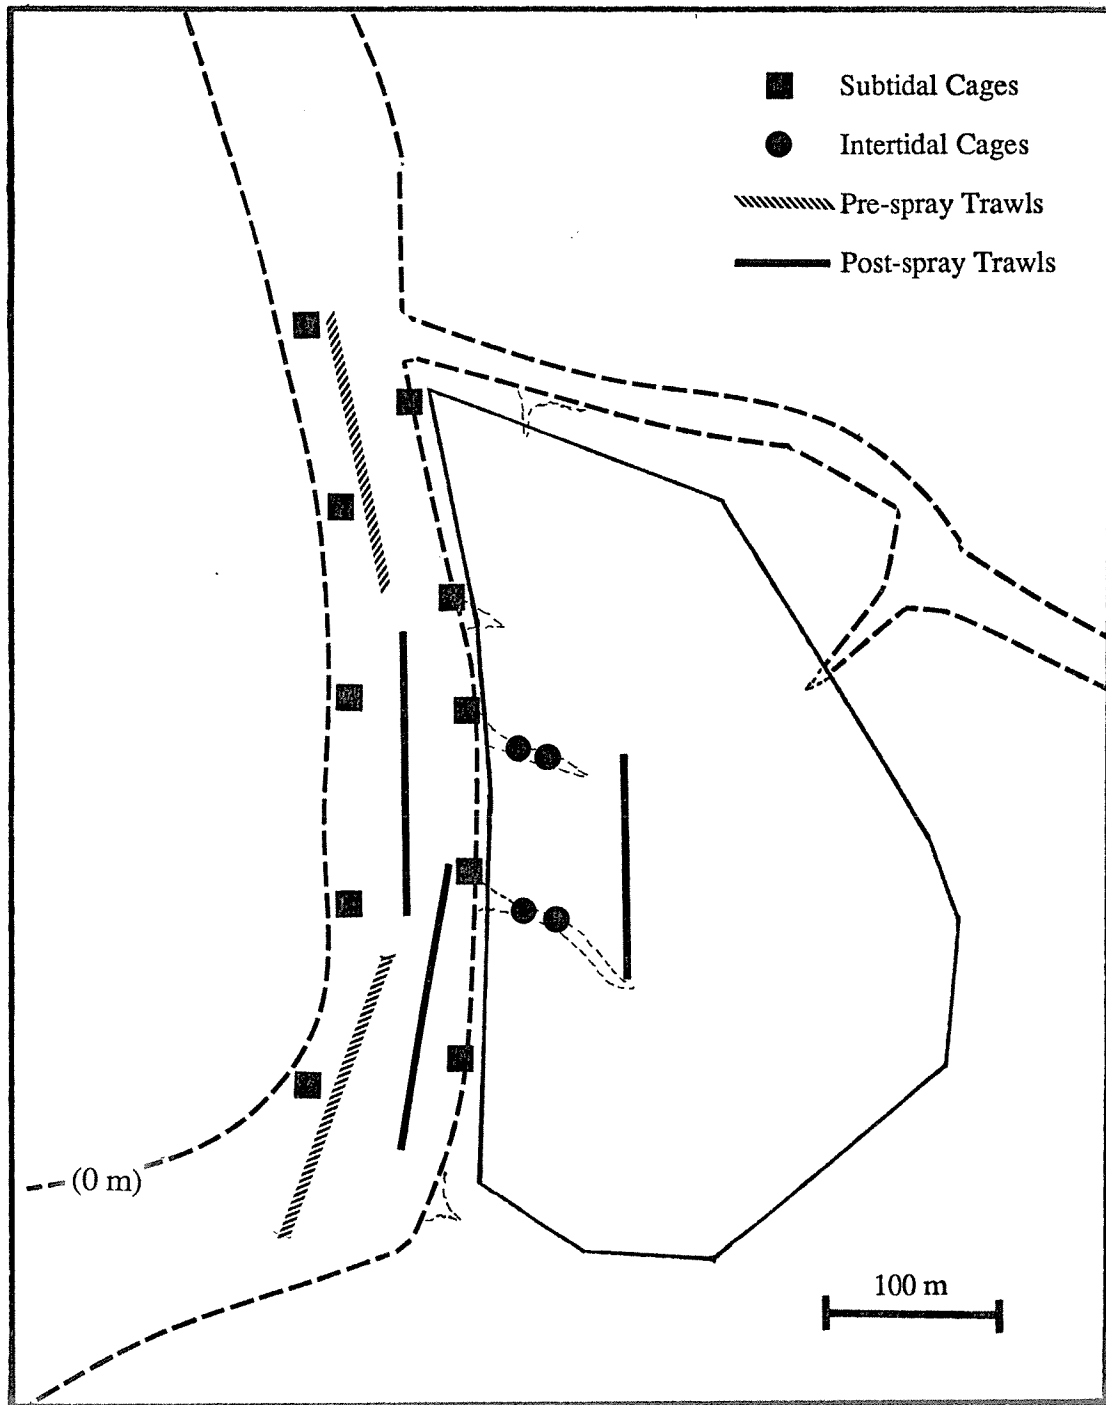 Subtidal Cages
Intertidal Cages
Pre-spray Trawls
Post-spray Trawls
(0 m)
100 m